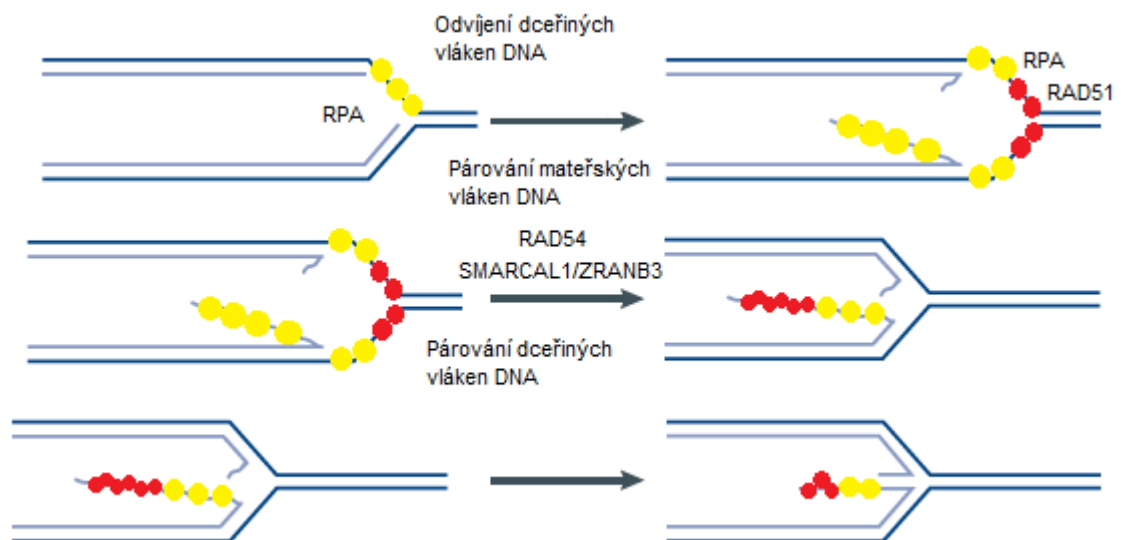 Odvíjení dceřiných
vláken DNA
RPA
RPA
RAD51
Párování mateřských
vláken DNA
RAD54
SMARCAL1/ZRANB3
Párování dceřiných
vláken DNA